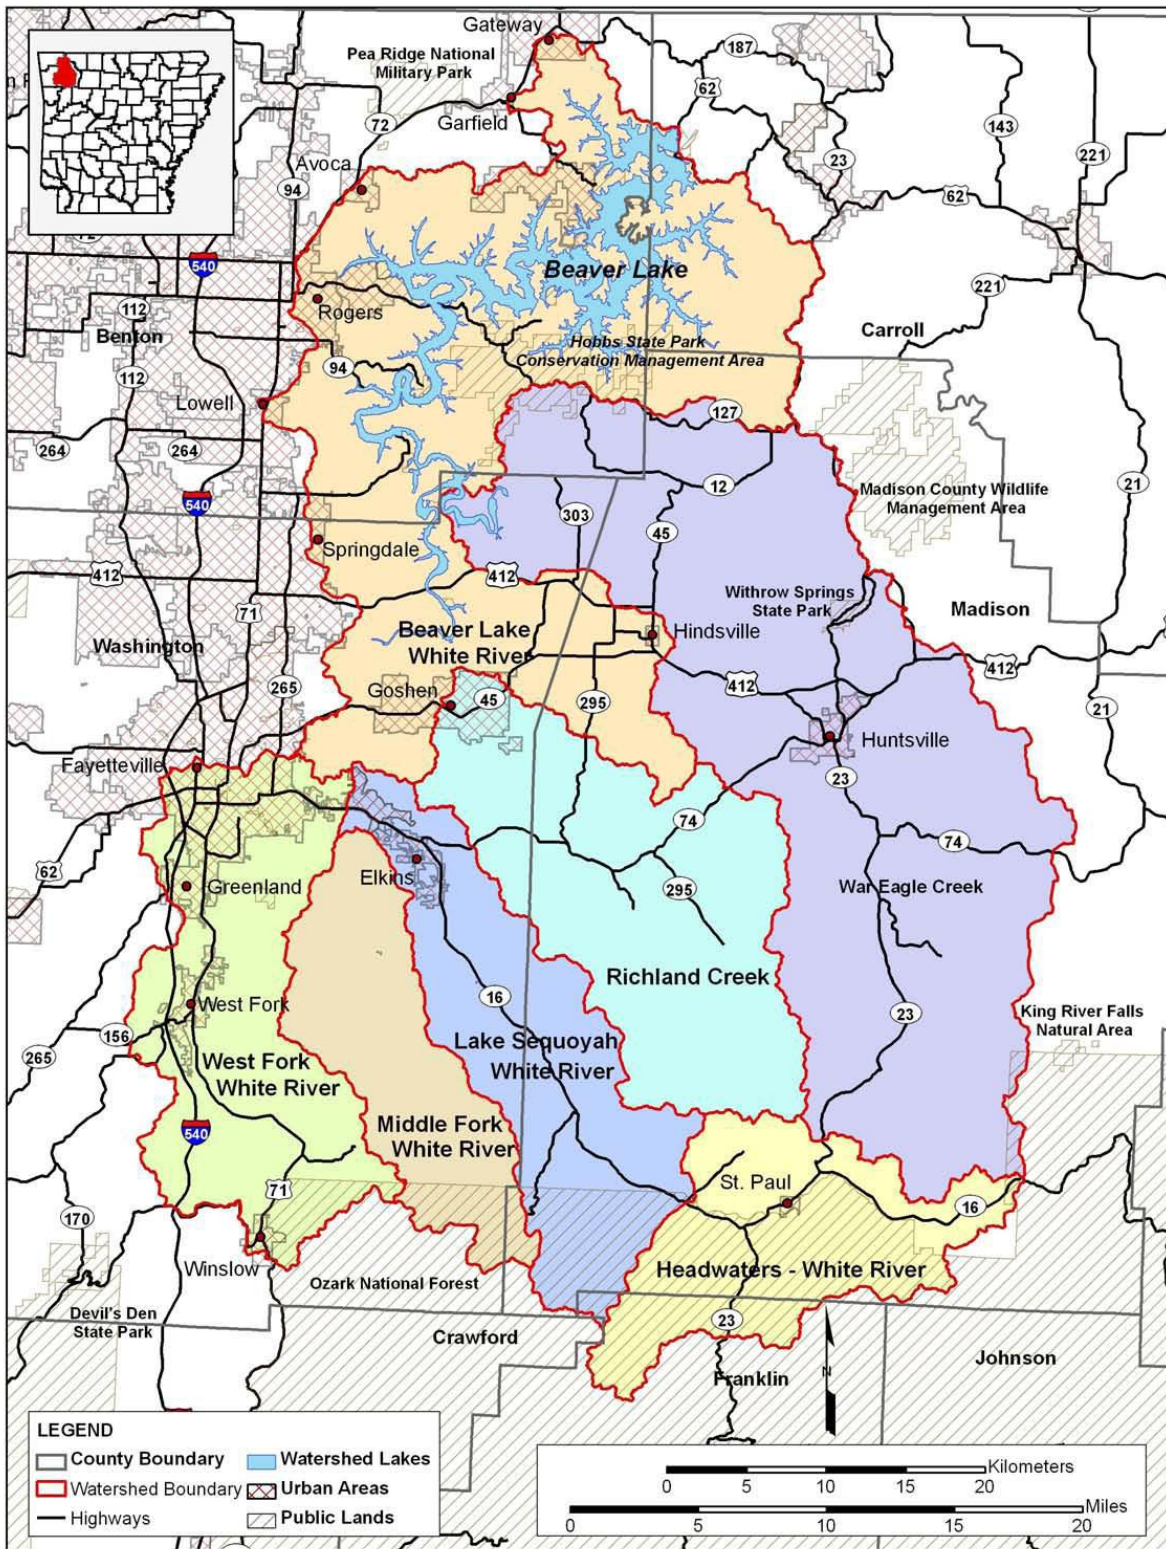 Gateway
187
Pea Ridge National
Military Park
62
Garfield
72
143
Avoca
23
221
94
62
540
Beaver Lake
221
112
Rogers
Carroll
Benton
Hobbs State Park
Conservation Management Area
94
112
Lowell
127
264
264
12
21
540
Madison County Wildlife
Management Area
303
45
Springdale
412
412
Withrow Springs
State Park
Madison
71
Beaver Lake
White River
Hindsville
Washington
412
412
265
Goshen
45
295
21
Huntsville
Fayetteville
23
74
74
62
Elkins
Greenland
295
War Eagle Creek
Richland Creek
16
West Fork
23
King River Falls
Natural Area
156
265
Lake Sequoyah
White River
West Fork
White River
Middle Fork
White River
540
St. Paul
71
16
170
Winslow
Headwaters - White River
Ozark National Forest
Devil's Den
State Park
23
Crawford
Johnson
Franklin
N
LEGEND
County Boundary
Watershed Lakes
Watershed Boundary
Urban Areas
Highways
Public Lands
Kilometers
0 5 10 15 20
Miles
0 5 10 15 20